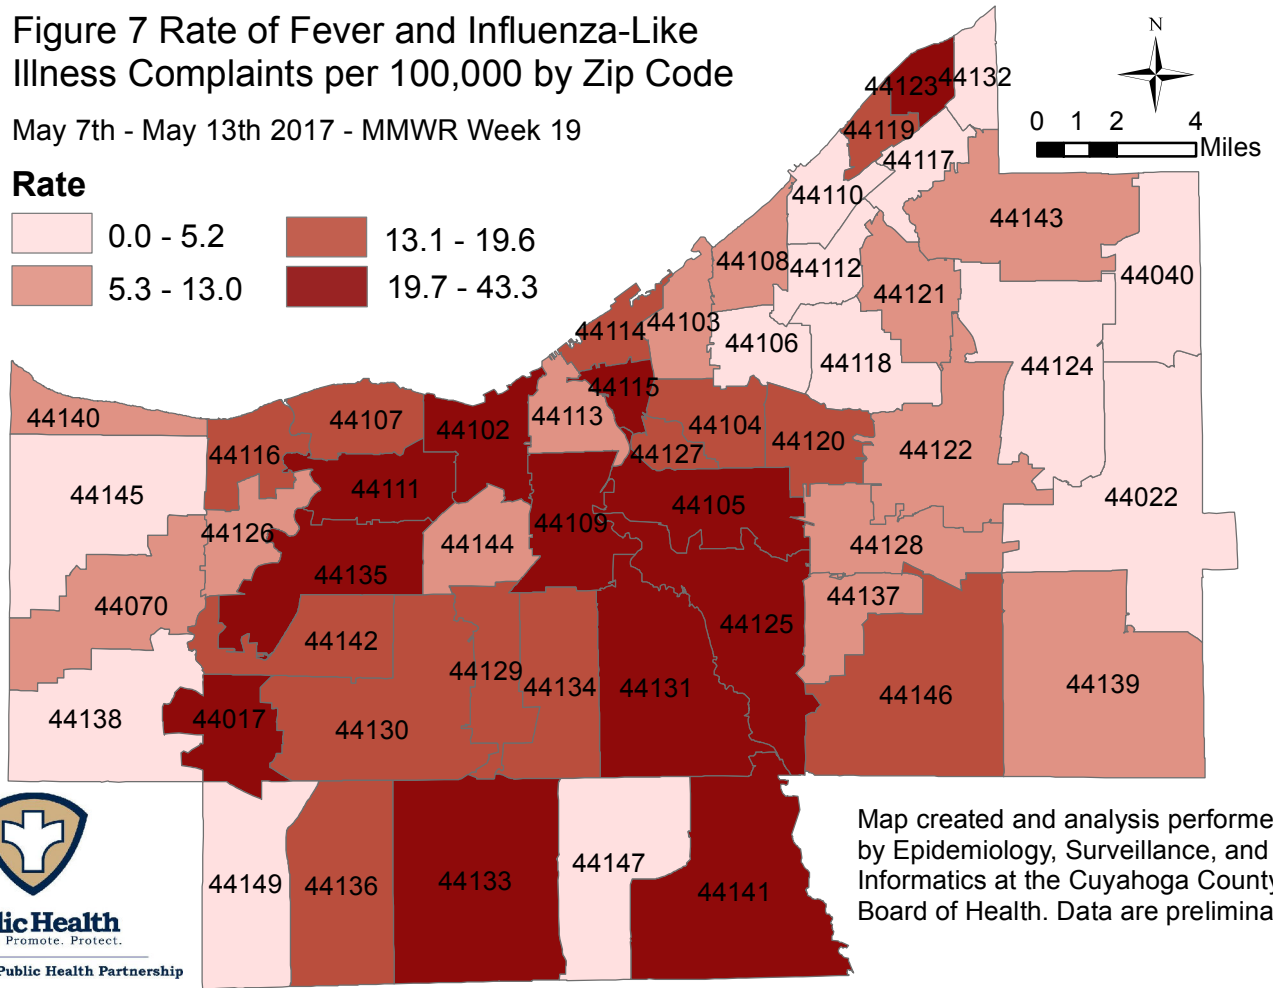 Figure 7 Rate of Fever and Influenza-Like
Illness Complaints per 100,000 by Zip Code
May 7th - May 13th 2017 - MMWR Week 19
Rate
0.0 - 5.2
13.1 - 19.6
5.3 - 13.0
19.7 - 43.3
N
0 1 2 4
Miles
44123
44132
44119
44117
44110
44143
44108
44112
44040
44121
44114
44103
44106
44118
44124
44115
44140
44107
44102
44113
44104
44120
44116
44127
44122
44111
44145
44105
44022
44126
44109
44144
44128
44135
44070
44137
44125
44142
44129
44134
44131
44146
44139
44138
44017
44130
44149
44136
44133
44147
44141
lic Health
Promote. Protect.
Public Health Partnership
Map created and analysis performe
by Epidemiology, Surveillance, and
Informatics at the Cuyahoga County
Board of Health. Data are prelimina